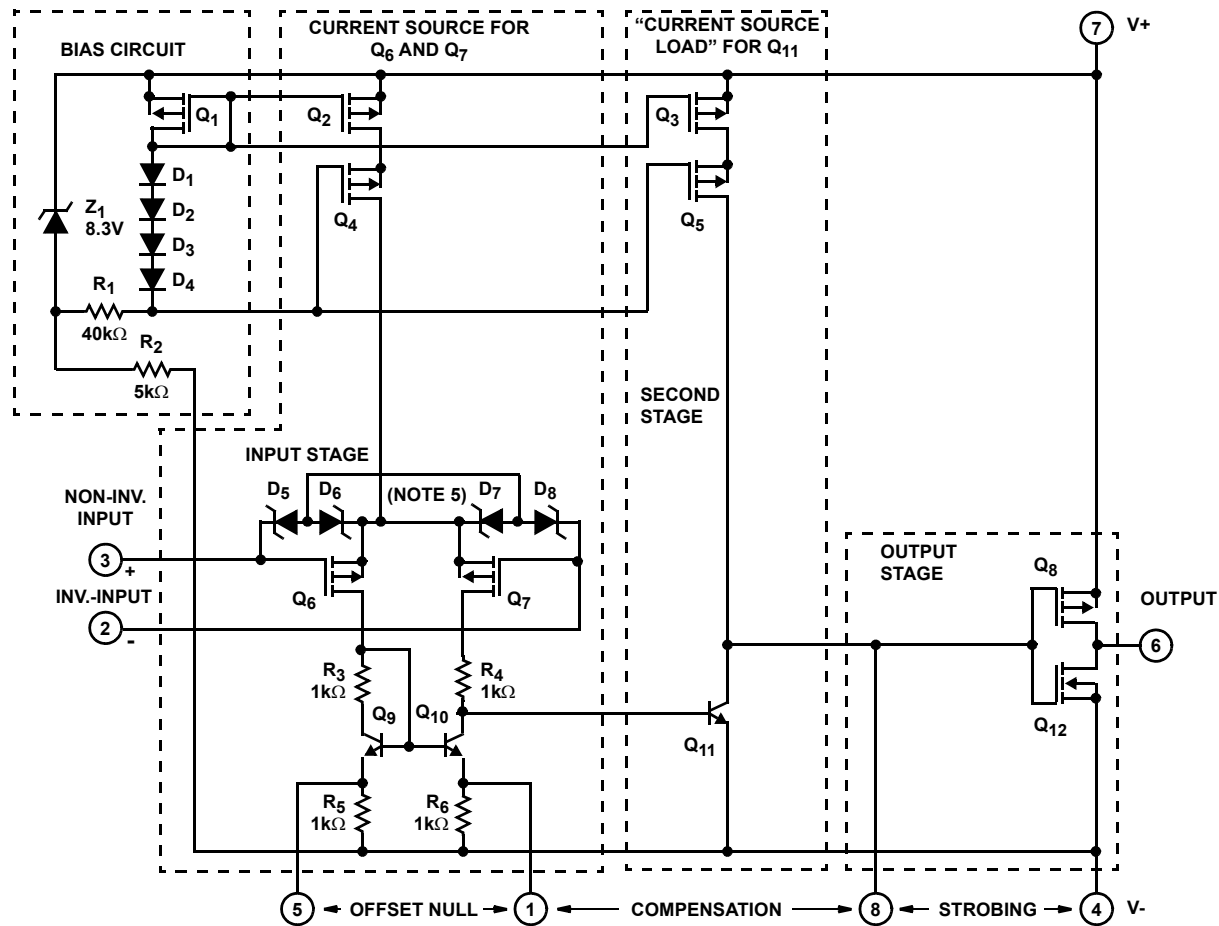 BIAS CIRCUIT
CURRENT SOURCE FOR
Q6 AND Q7
“CURRENT SOURCE
LOAD” FOR Q11
7
V+
Q1
Q2
Q3
D1
D2
D3
D4
Z1
8.3V
Q4
Q5
R1
40kΩ
R2
5kΩ
SECOND
STAGE
INPUT STAGE
D5
D6
(NOTE 5)
D7
D8
NON-INV.
INPUT
3
+
INV.-INPUT
2
-
Q6
Q7
OUTPUT
STAGE
Q8
OUTPUT
6
R3
1kΩ
R4
1kΩ
Q9
Q10
Q11
Q12
R5
1kΩ
R6
1kΩ
5
OFFSET NULL
1
COMPENSATION
8
STROBING
4
V-